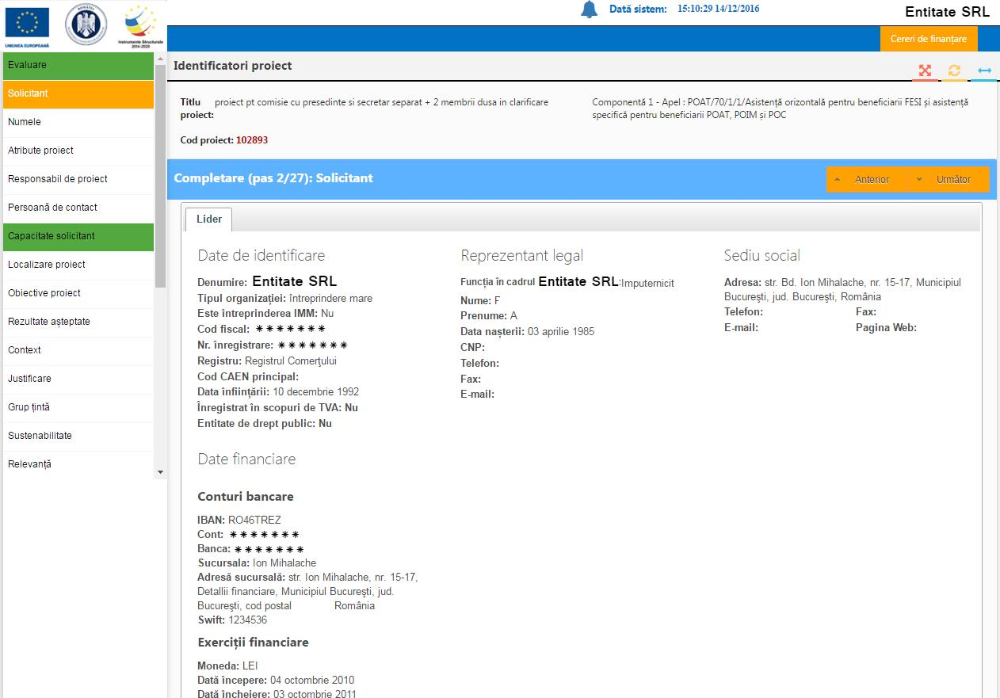 Dată sistem: 15:10:29 14/12/2016
Entitate SRL
UNIUNEA EUROPEANĂ
Instrumente Structurale
2014-2020
Cereri de finanțare
Evaluare
Solicitant
Numele
Atribute proiect
Responsabil de proiect
Persoană de contact
Capacitate solicitant
Localizare proiect
Obiective proiect
Rezultate așteptate
Context
Justificare
Grup țintă
Sustenabilitate
Relevanță
Identificatori proiect
Titlu proiect: proiect pt comisie cu presedinte si secretar separat + 2 membrii dusa in clarificare
Componentă 1 - Apel : POAT/70/1/1/Asistență orizontală pentru beneficiarii FESI și asistență
specifică pentru beneficiarii POAT, POIM și POC
Cod proiect: 102893
Completare (pas 2/27): Solicitant
Anterior
Următor
Lider
Date de identificare
Denumire: Entitate SRL
Tipul organizației: întreprindere mare
Este întreprinderea IMM: Nu
Cod fiscal: *******
Nr. înregistrare: *******
Registru: Registrul Comerţului
Cod CAEN principal:
Data înființării: 10 decembrie 1992
Înregistrat în scopuri de TVA: Nu
Entitate de drept public: Nu
Reprezentant legal
Funcția în cadrul Entitate SRL:Imputernicit
Nume: F
Prenume: A
Data nașterii: 03 aprilie 1985
CNP:
Telefon:
Fax:
E-mail:
Sediu social
Adresa: str. Bd. Ion Mihalache, nr. 15-17, Municipiul
Bucureşti, jud. Bucureşti, România
Telefon: Fax:
E-mail: Pagina Web:
Date financiare
Conturi bancare
IBAN: RO46TREZ
Cont: *******
Banca: *******
Sucursala: Ion Mihalache
Adresă sucursală: str. Ion Mihalache, nr. 15-17,
Detallii financiare, Municipiul Bucureşti, jud.
Bucureşti, cod postal România
Swift: 1234536
Exerciții financiare
Moneda: LEI
Dată începere: 04 octombrie 2010
Dată încheiere: 03 octombrie 2011